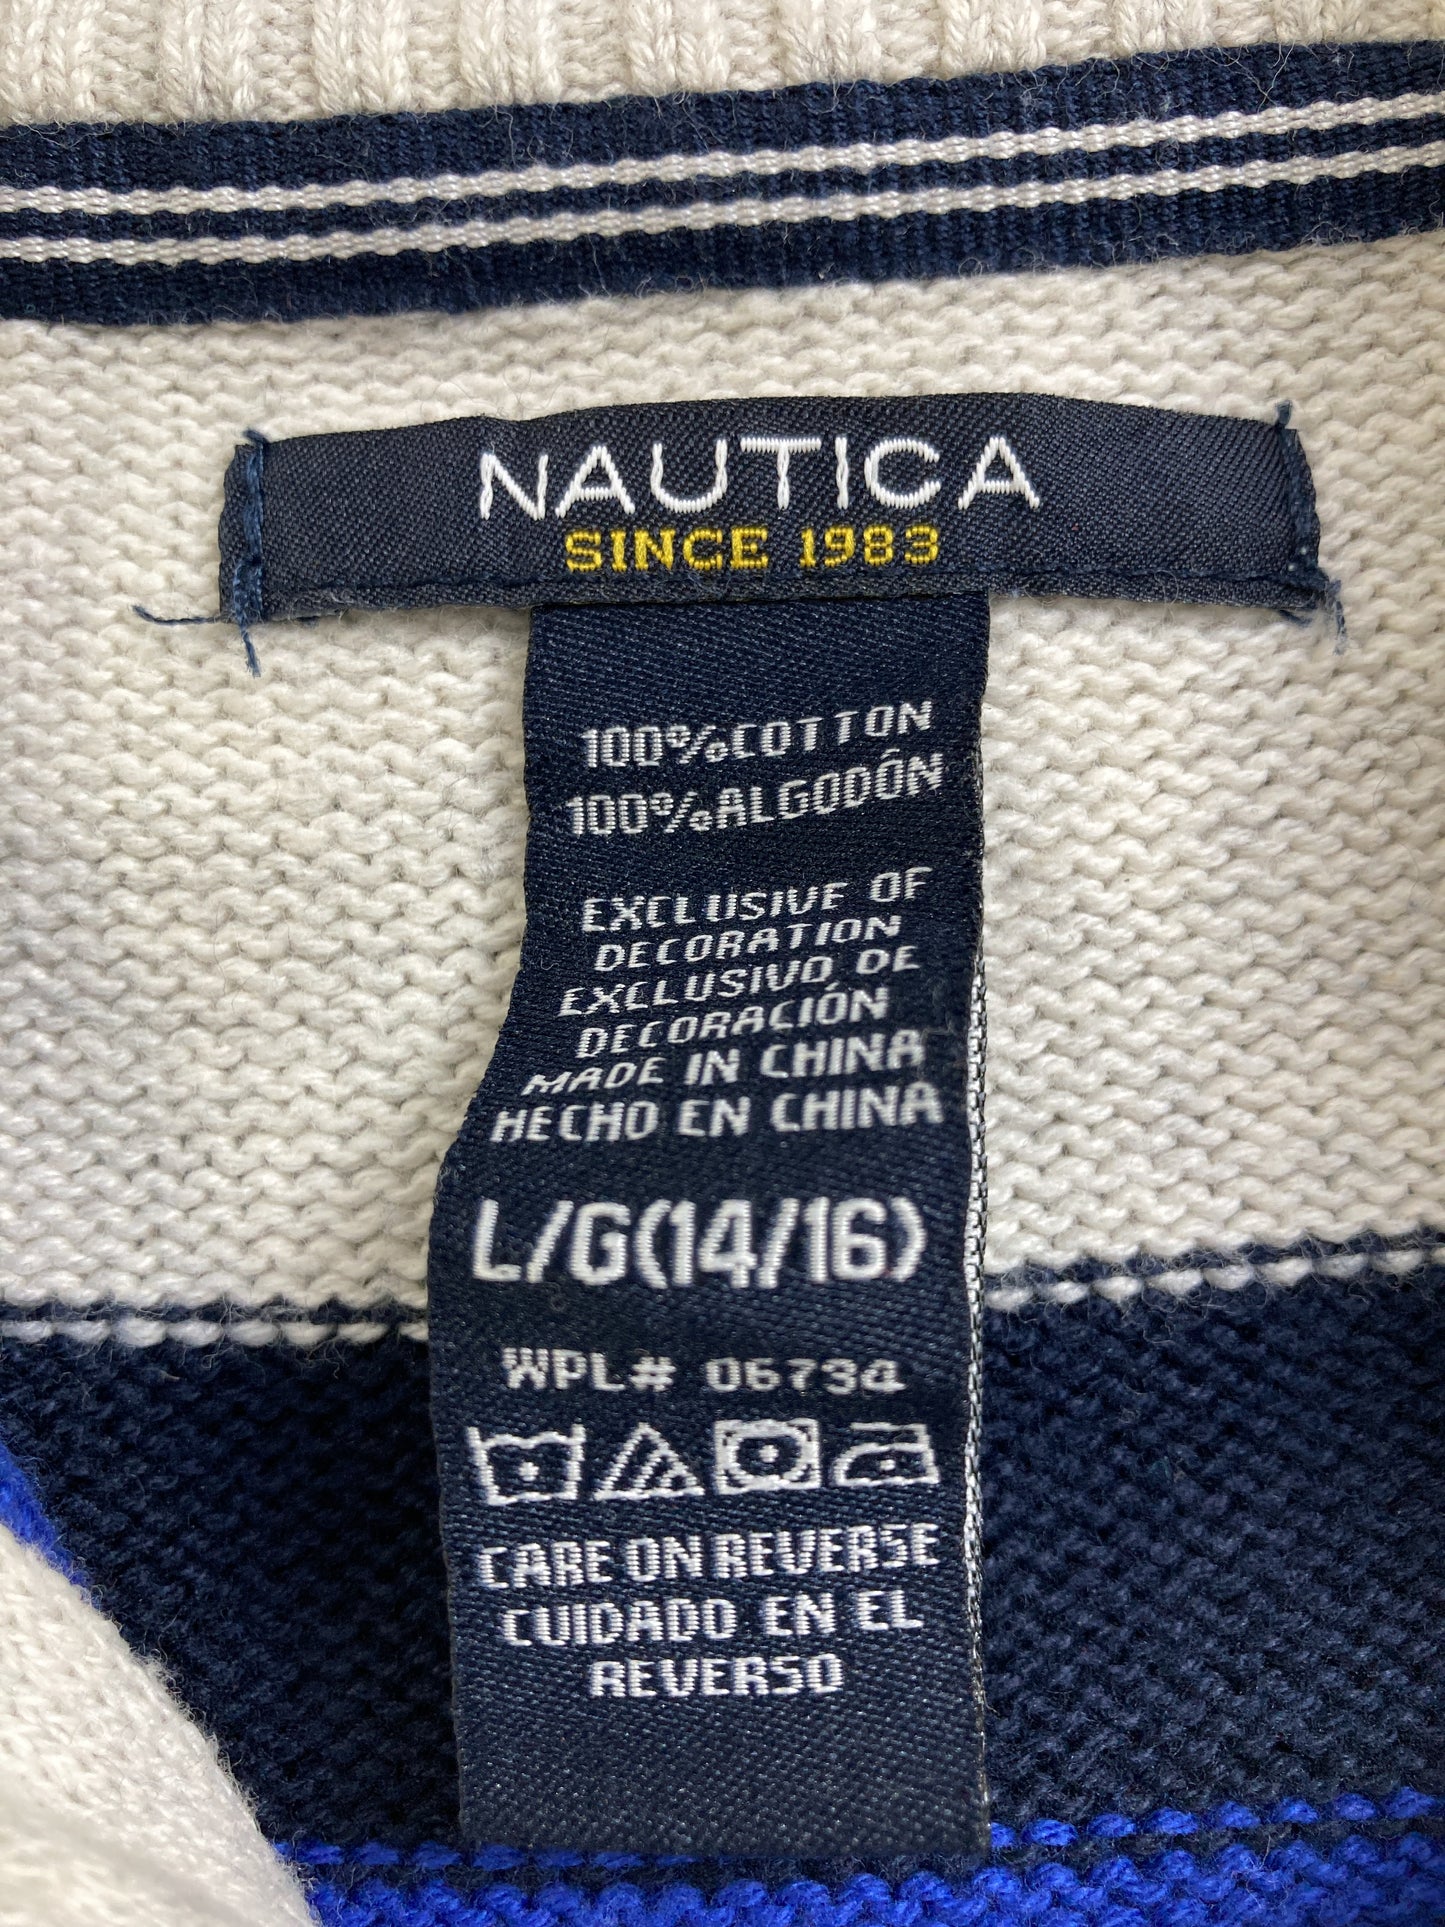 NAUTICA
SINCE 1983
100%COTTON
100%ALGODÓN
EXCLUSIVE OF
DECORATION
EXCLUSIVO DE
DECORACIÓN
MADE IN CHINA
HECHO EN CHINA
L/G(14/16)
WPL# 0673a
CARE ON REVERSE
CUIDADO EN EL
REVERSO